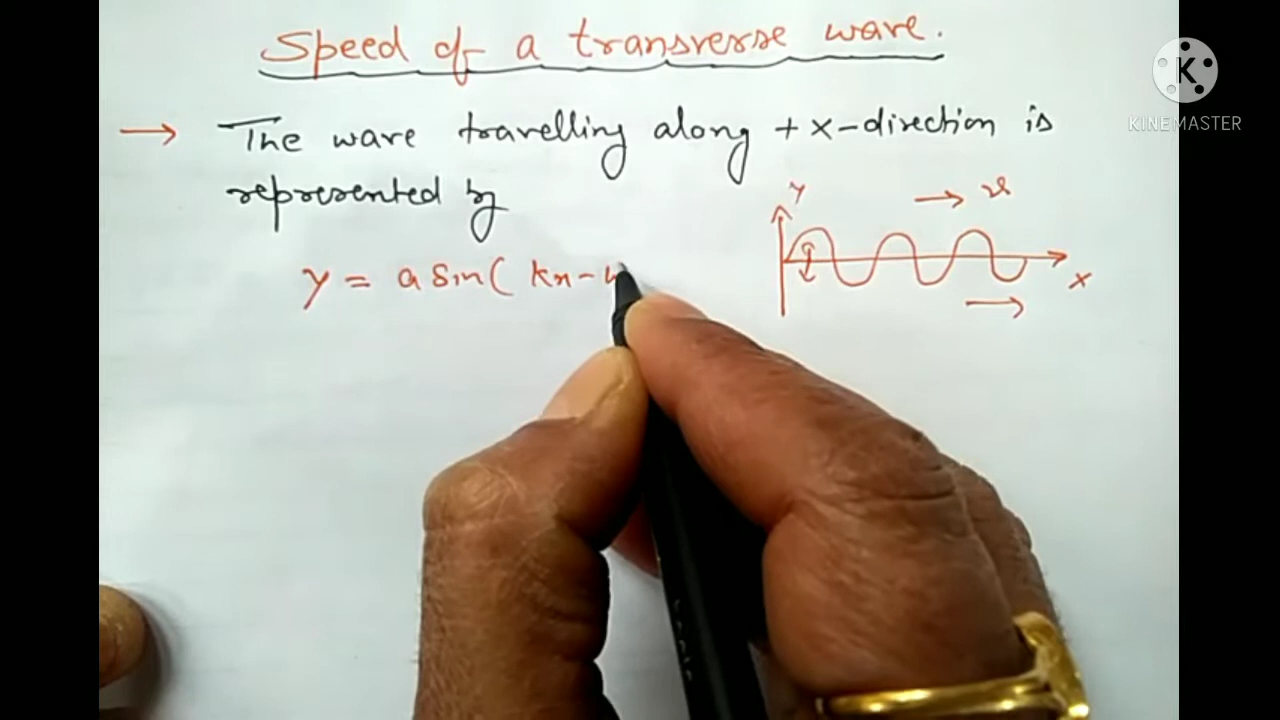 Speed of a transverse wave.
K
KINEMASTER
→ The wave travelling along + x-direction is
represented by
y = a sin( kx -
y
→ v
x
→